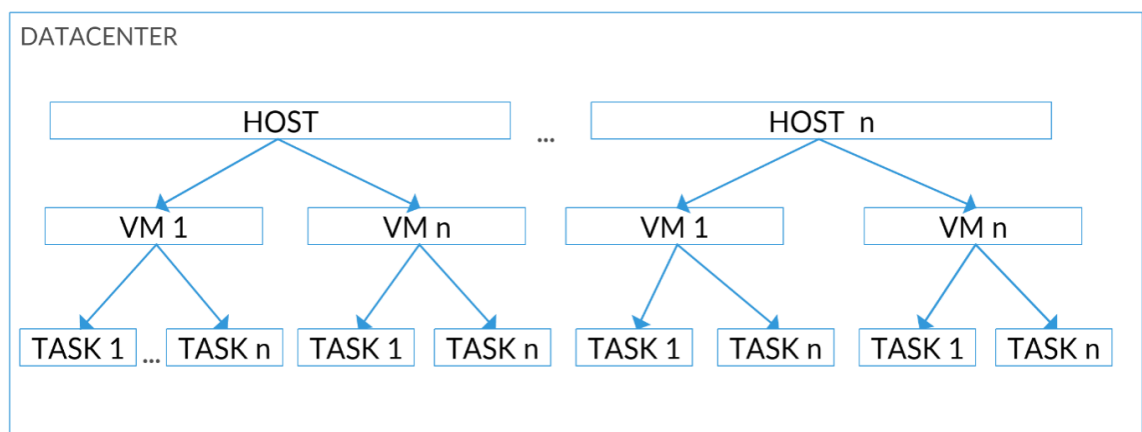 DATACENTER
HOST ... HOST n
VM 1 VM n VM 1 VM n
TASK 1 ... TASK n TASK 1 TASK n TASK 1 TASK n TASK 1 TASK n